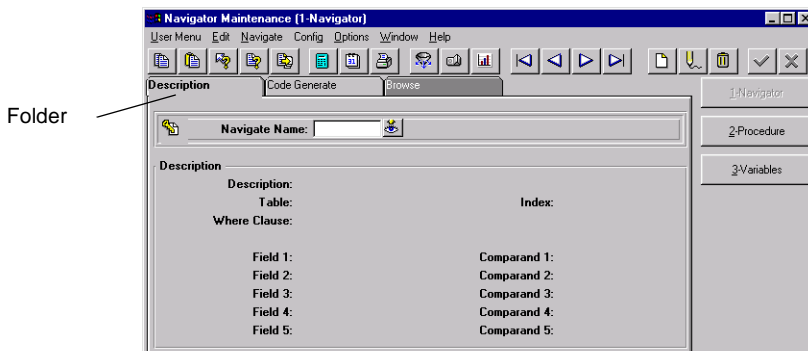 Navigator Maintenance (1-Navigator)
User Menu Edit Navigate Config Options Window Help
Description Code Generate Browse
1-Navigator
Folder
Navigate Name:
2-Procedure
Description
3-Variables
Description:
Table: Index:
Where Clause:
Field 1: Comparand 1:
Field 2: Comparand 2:
Field 3: Comparand 3:
Field 4: Comparand 4:
Field 5: Comparand 5: